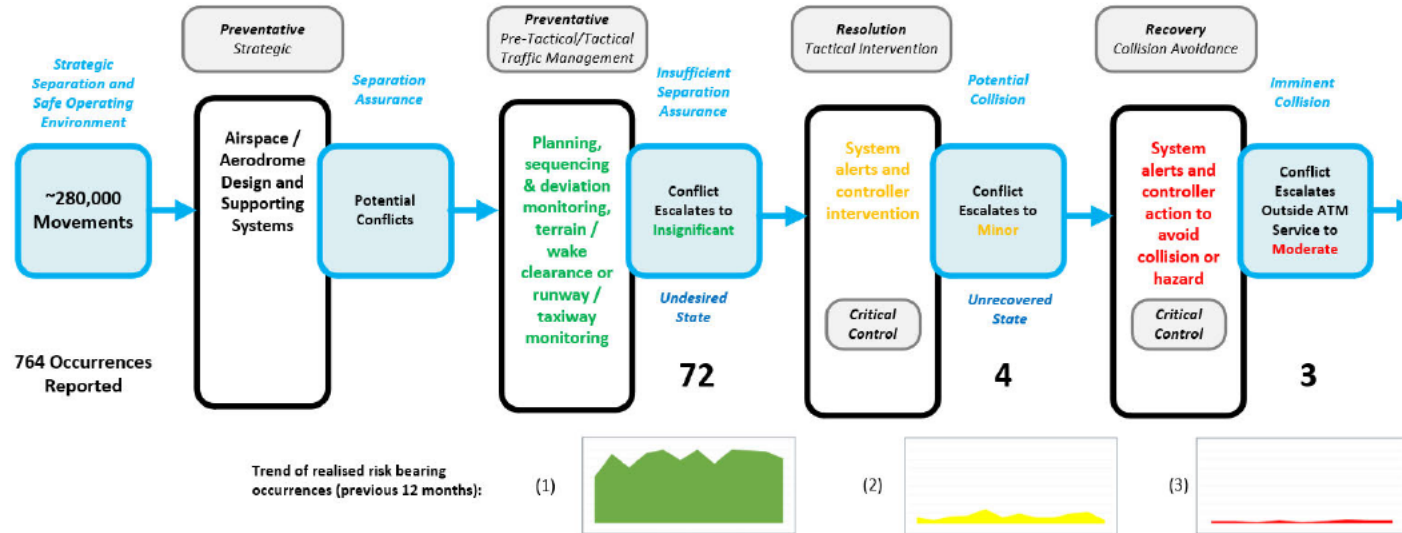 Preventative
Strategic
Preventative
Pre-Tactical/Tactical
Traffic Management
Resolution
Tactical Intervention
Recovery
Collision Avoidance
Strategic
Separation and
Safe Operating
Environment
Separation
Assurance
Insufficient
Separation
Assurance
Potential
Collision
Imminent
Collision
~280,000
Movements
Airspace /
Aerodrome
Design and
Supporting
Systems
Potential
Conflicts
Planning,
sequencing
& deviation
monitoring,
terrain /
wake
clearance or
runway /
taxiway
monitoring
Conflict
Escalates to
Insignificant
System
alerts and
controller
intervention
Conflict
Escalates to
Minor
System
alerts and
controller
action to
avoid
collision or
hazard
Conflict
Escalates
Outside ATM
Service to
Moderate
Undesired
State
Critical
Control
Unrecovered
State
Critical
Control
764 Occurrences
Reported
72
4
3
Trend of realised risk bearing
occurrences (previous 12 months):
(1)
(2)
(3)